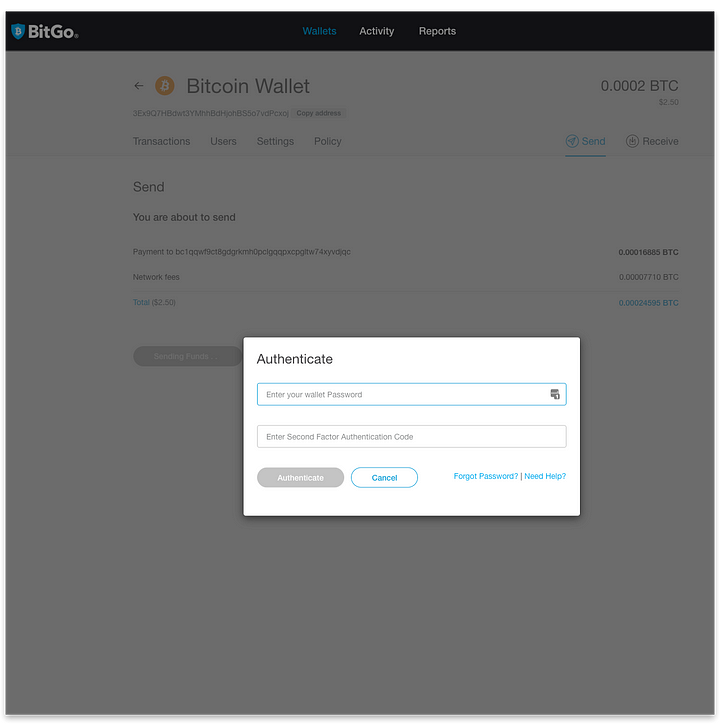 BitGo®
Wallets Activity Reports
Bitcoin Wallet
0.0002 BTC
$2.50
Copy address
Transactions Users Settings Policy Send Receive
Send
You are about to send
Payment to
0.00016885 BTC
Network fees
0.00007710 BTC
Total ($2.50)
0.00024595 BTC
Sending Funds
Authenticate
Enter your wallet Password
Enter Second Factor Authentication Code
Authenticate Cancel Forgot Password? | Need Help?